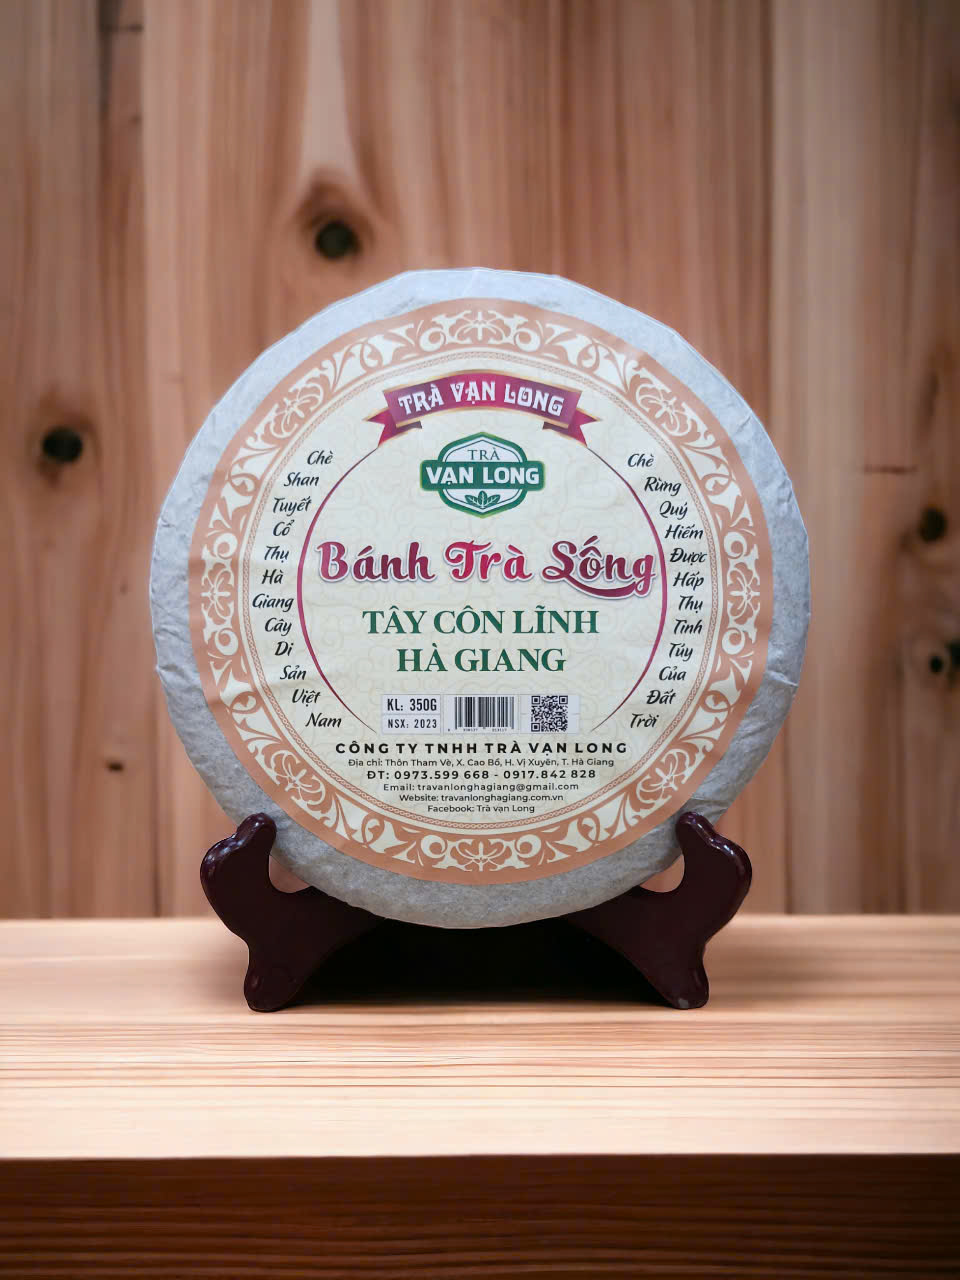 TRÀ VẠN LONG
TRÀ
VẠN LONG
Chè
Shan
Tuyết
Cổ
Thụ
Hà
Giang
Cây
Di
Sản
Việt
Nam
Chè
Rừng
Quý
Hiếm
Được
Hấp
Thụ
Tinh
Túy
Của
Đất
Trời
Bánh Trà Sống
TÂY CÔN LĨNH
HÀ GIANG
KL: 350G
NSX: 2023
CÔNG TY TNHH TRÀ VẠN LONG
Địa chỉ: Thôn Tham Vè, X. Cao Bồ, H. Vị Xuyên, T. Hà Giang
ĐT: 0973.599 668 - 0917.842 828
Email: travanlonghagiang@gmail.com
Website: travanlonghagiang.com.vn
Facebook: Trà vạn Long